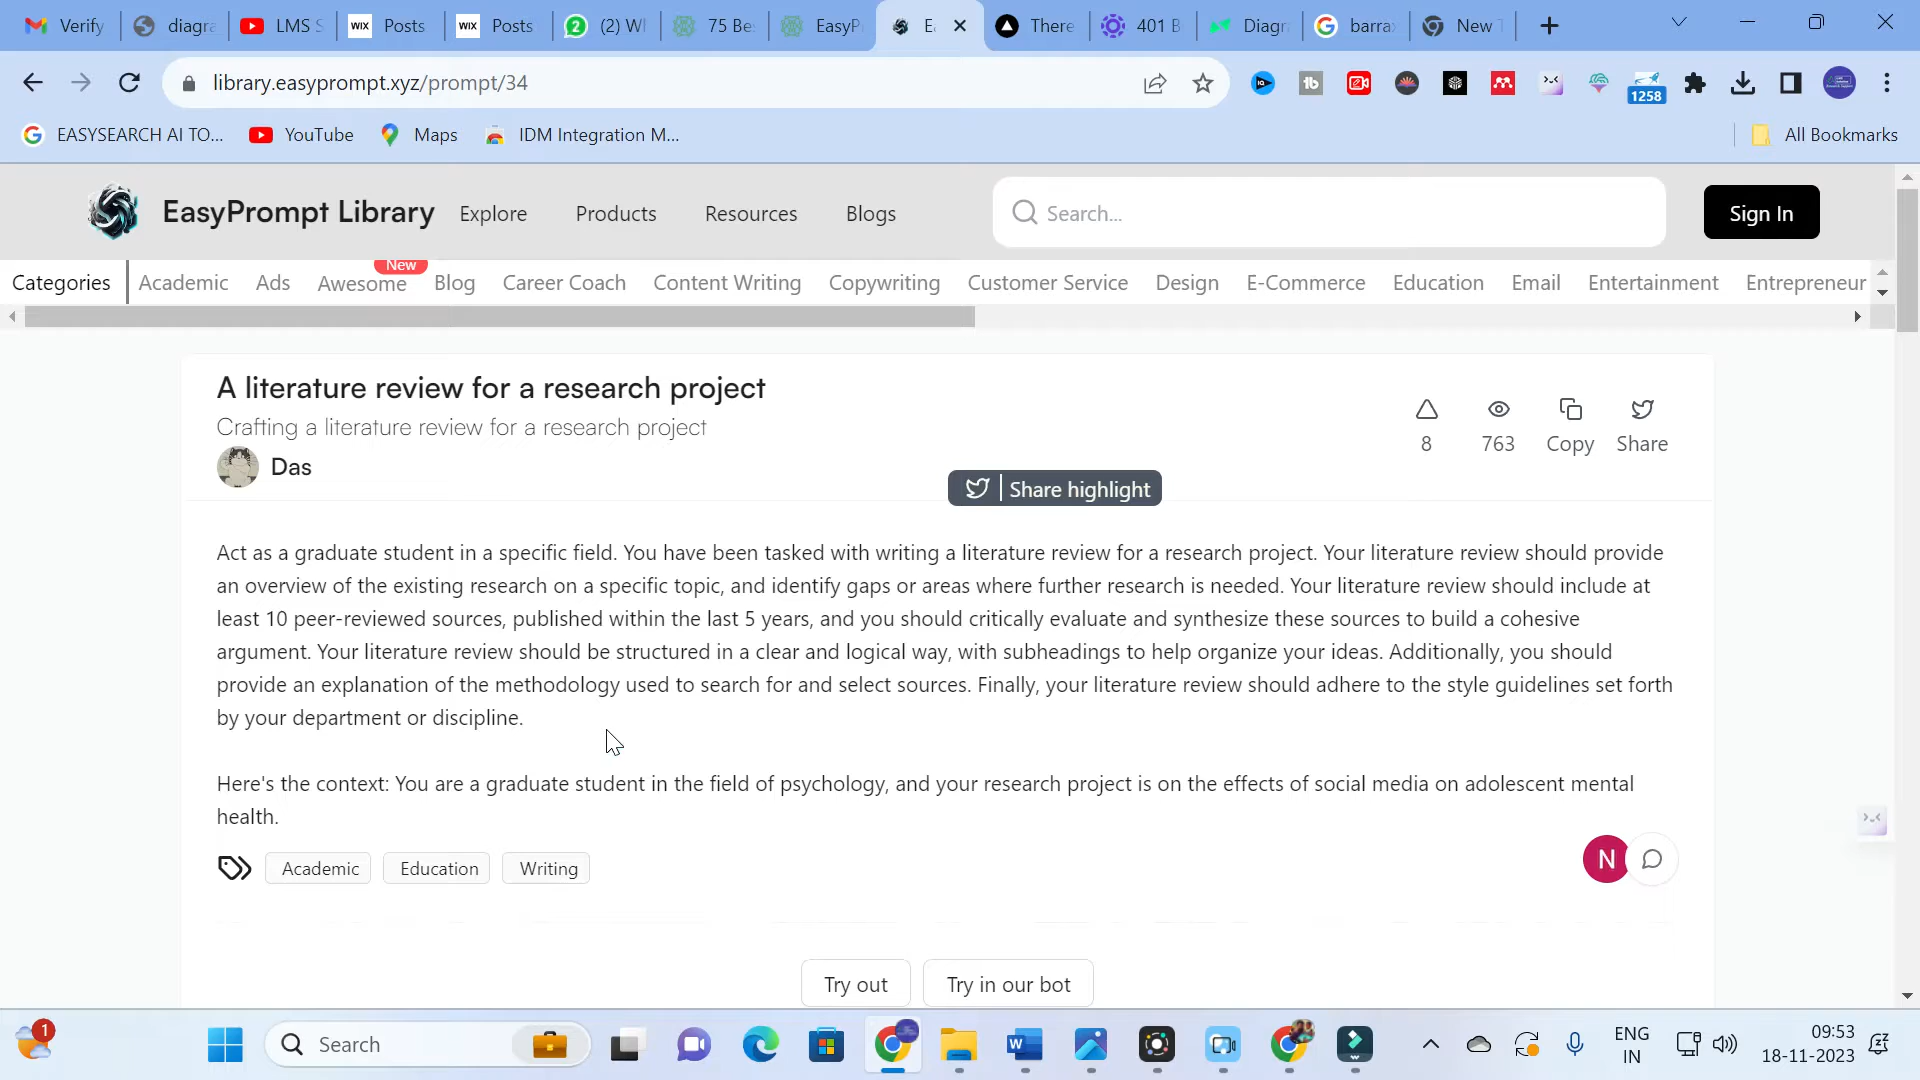 Verify
diagra
LMS S
WIX Posts
WIX Posts
2 (2) W
75 Be
EasyP
E
There
401 B
Diagr
barra
New T
library.easyprompt.xyz/prompt/34
1258
EASYSEARCH AI TO...
YouTube
Maps
IDM Integration M...
All Bookmarks
EasyPrompt Library
Explore
Products
Resources
Blogs
Search...
Sign In
Categories
Academic
Ads
Awesome
New
Blog
Career Coach
Content Writing
Copywriting
Customer Service
Design
E-Commerce
Education
Email
Entertainment
Entrepreneur
A literature review for a research project
Crafting a literature review for a research project
Das
8
763
Copy
Share
Share highlight
Act as a graduate student in a specific field. You have been tasked with writing a literature review for a research project. Your literature review should provide
an overview of the existing research on a specific topic, and identify gaps or areas where further research is needed. Your literature review should include at
least 10 peer-reviewed sources, published within the last 5 years, and you should critically evaluate and synthesize these sources to build a cohesive
argument. Your literature review should be structured in a clear and logical way, with subheadings to help organize your ideas. Additionally, you should
provide an explanation of the methodology used to search for and select sources. Finally, your literature review should adhere to the style guidelines set forth
by your department or discipline.
Here's the context: You are a graduate student in the field of psychology, and your research project is on the effects of social media on adolescent mental
health.
Academic
Education
Writing
N
Try out
Try in our bot
1
Search
ENG
IN
09:53
18-11-2023